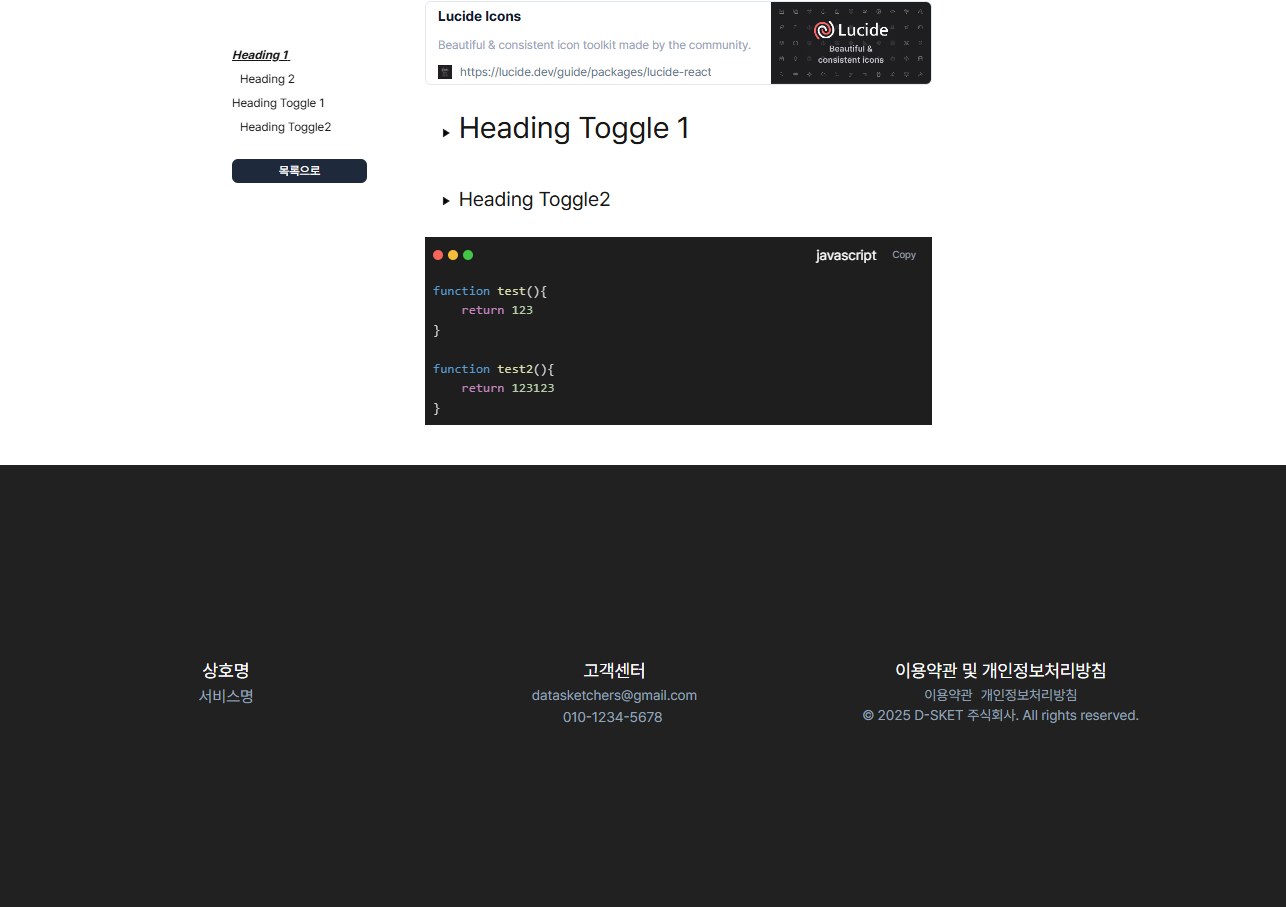 Heading 1
Heading 2
Heading Toggle 1
Heading Toggle2
목록으로
Lucide Icons
Beautiful & consistent icon toolkit made by the community.
https://lucide.dev/guide/packages/lucide-react
Lucide
Beautiful &
consistent icons
Heading Toggle 1
Heading Toggle2
javascript Copy
function test(){
    return 123
}
function test2(){
    return 123123
}
상호명
서비스명
고객센터
datasketchers@gmail.com
010-1234-5678
이용약관 및 개인정보처리방침
이용약관 개인정보처리방침
© 2025 D-SKET 주식회사. All rights reserved.